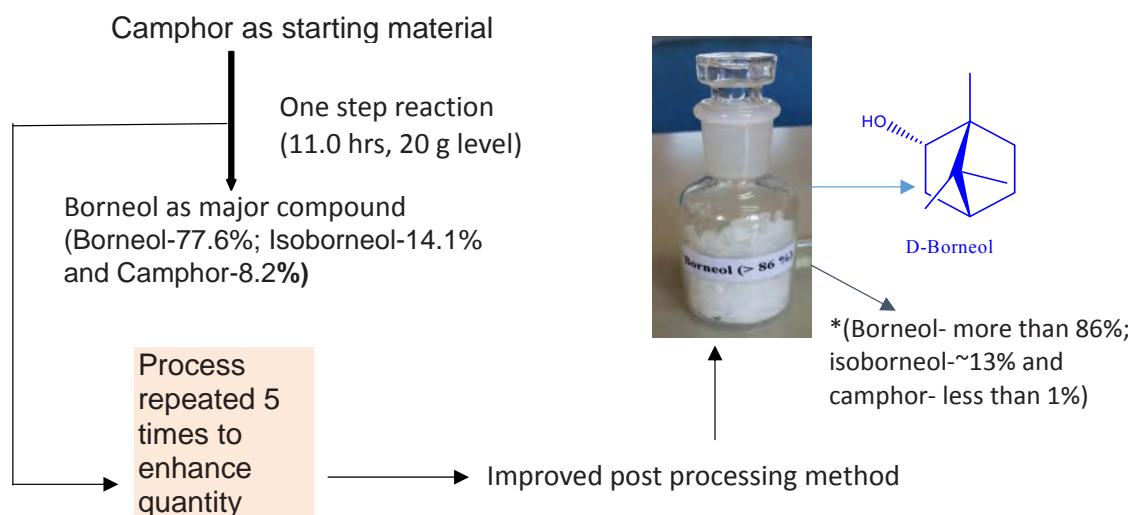 Camphor as starting material
One step reaction
(11.0 hrs, 20 g level)
Borneol as major compound
(Borneol-77.6%; Isoborneol-14.1%
and Camphor-8.2%)
Process
repeated 5
times to
enhance
quantity
Improved post processing method
Borneol (> 86 %)
HO
D-Borneol
*(Borneol- more than 86%;
isoborneol-~13% and
camphor- less than 1%)